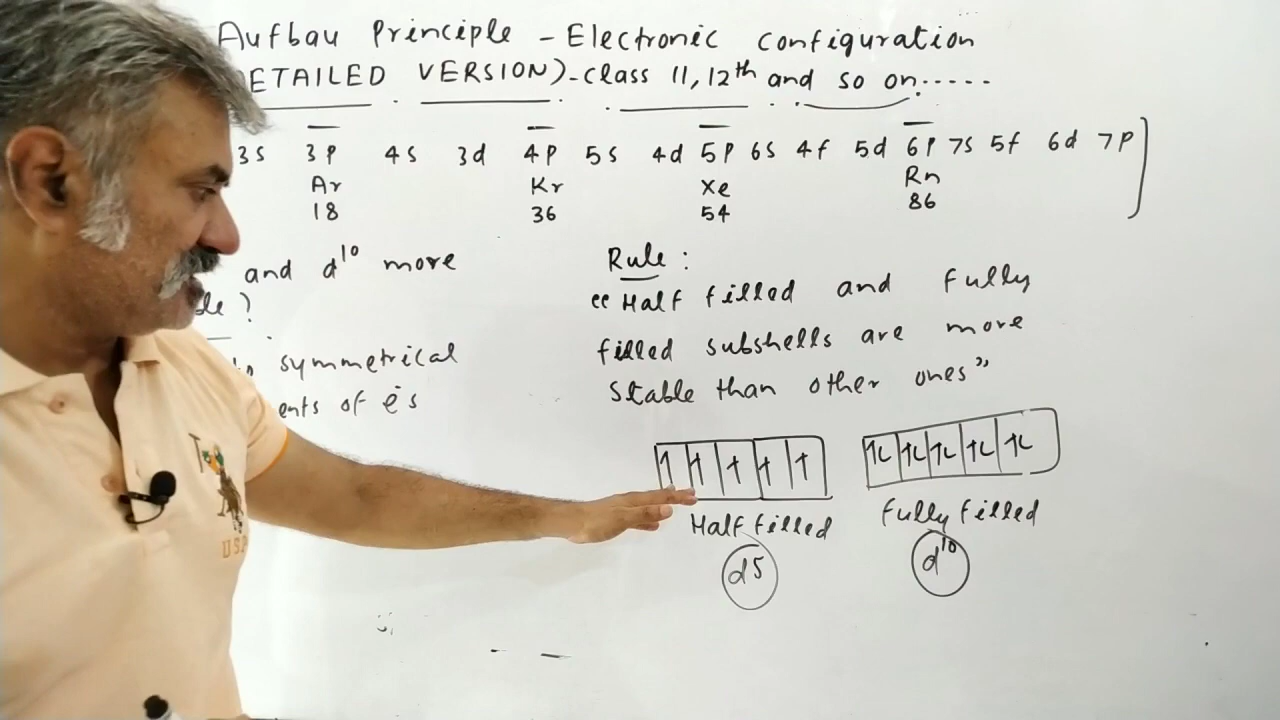 Aufbau Principle - Electronic configuration
ETAILED VERSION)-class 11, 12th and so on.....
3s 3p 4s 3d 4p 5s 4d 5p 6s 4f 5d 6p 7s 5f 6d 7p
Ar Kr Xe Rn
18 36 54 86
and d¹⁰ more
ble ?
symmetrical
ents of e's
Rule :
"Half filled and fully
filled subshells are more
stable than other ones"
Half filled
d5
Fully filled
d¹⁰